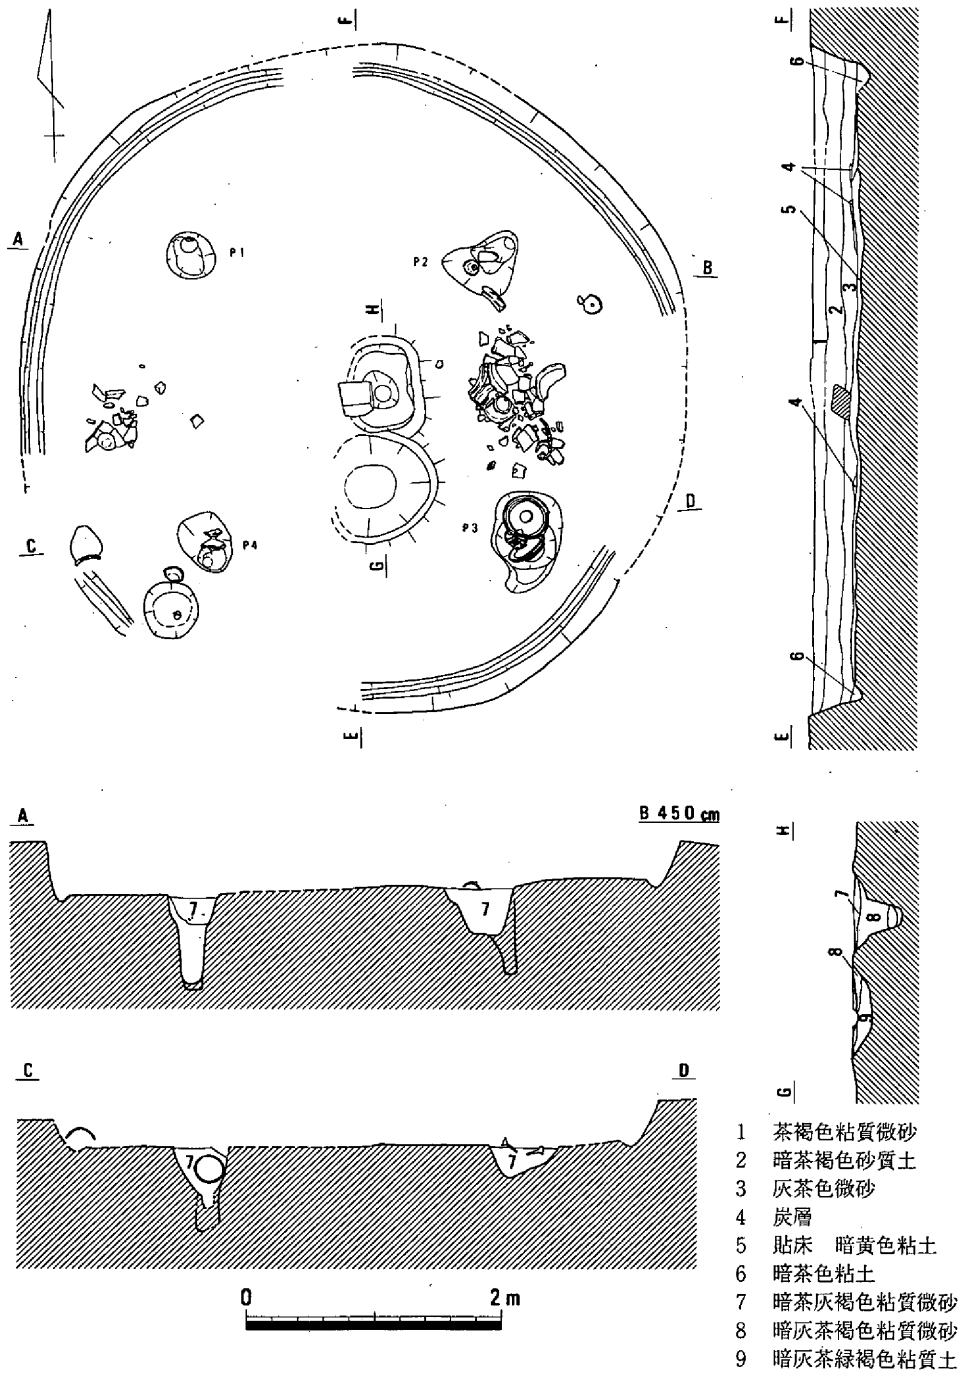 F
F
6
A
P1
P2
B
4
5
H
3
2
1
4
D
P3
C
P4
G
6
E
E
A
B 450 cm
H
7
7
7
8
8
9
C
D
G
7
7
1 茶褐色粘質微砂
2 暗茶褐色砂質土
3 灰茶色微砂
4 炭層
5 貼床 暗黄色粘土
6 暗茶色粘土
7 暗茶灰褐色粘質微砂
8 暗灰茶褐色粘質微砂
9 暗灰茶緑褐色粘質土
0 2 m